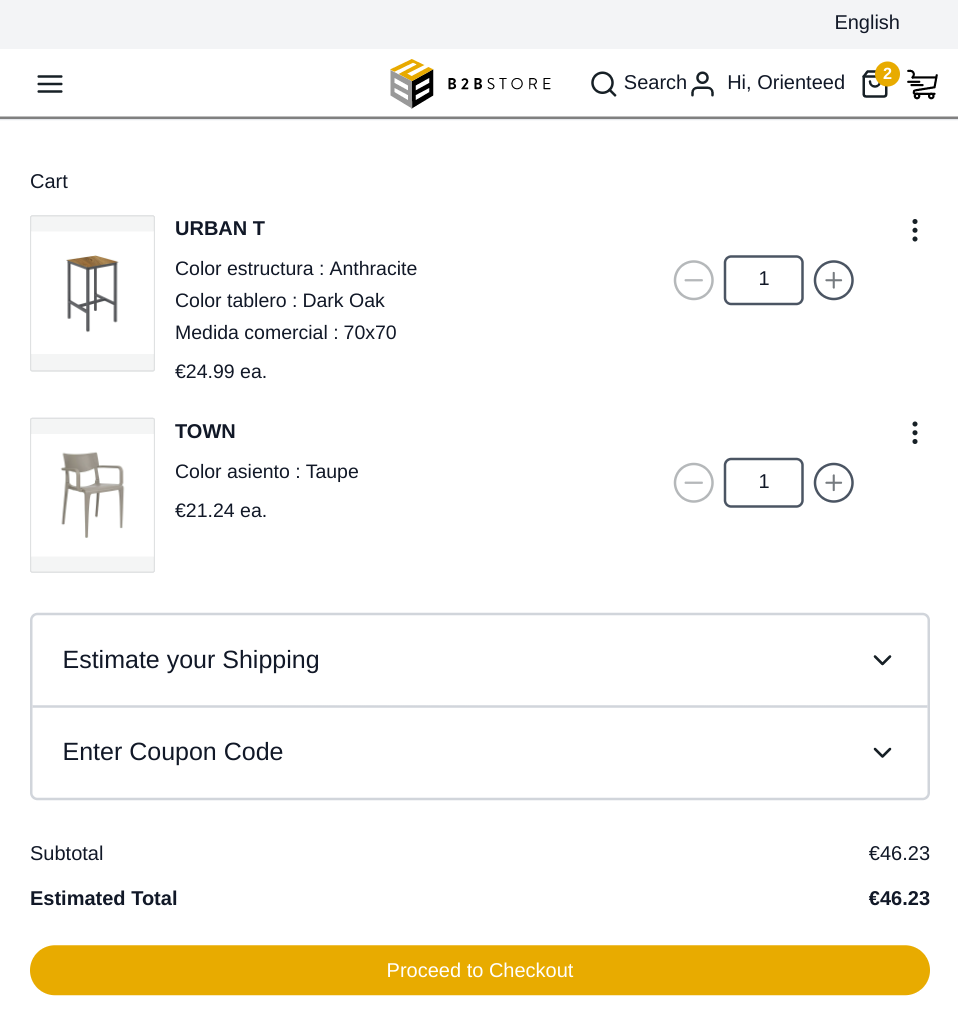 English
B2BSTORE
Search
Hi, Orienteed
2
Cart
URBAN T
Color estructura : Anthracite
Color tablero : Dark Oak
Medida comercial : 70x70
€24.99 ea.
1
TOWN
Color asiento : Taupe
€21.24 ea.
1
Estimate your Shipping
Enter Coupon Code
Subtotal €46.23
Estimated Total €46.23
Proceed to Checkout